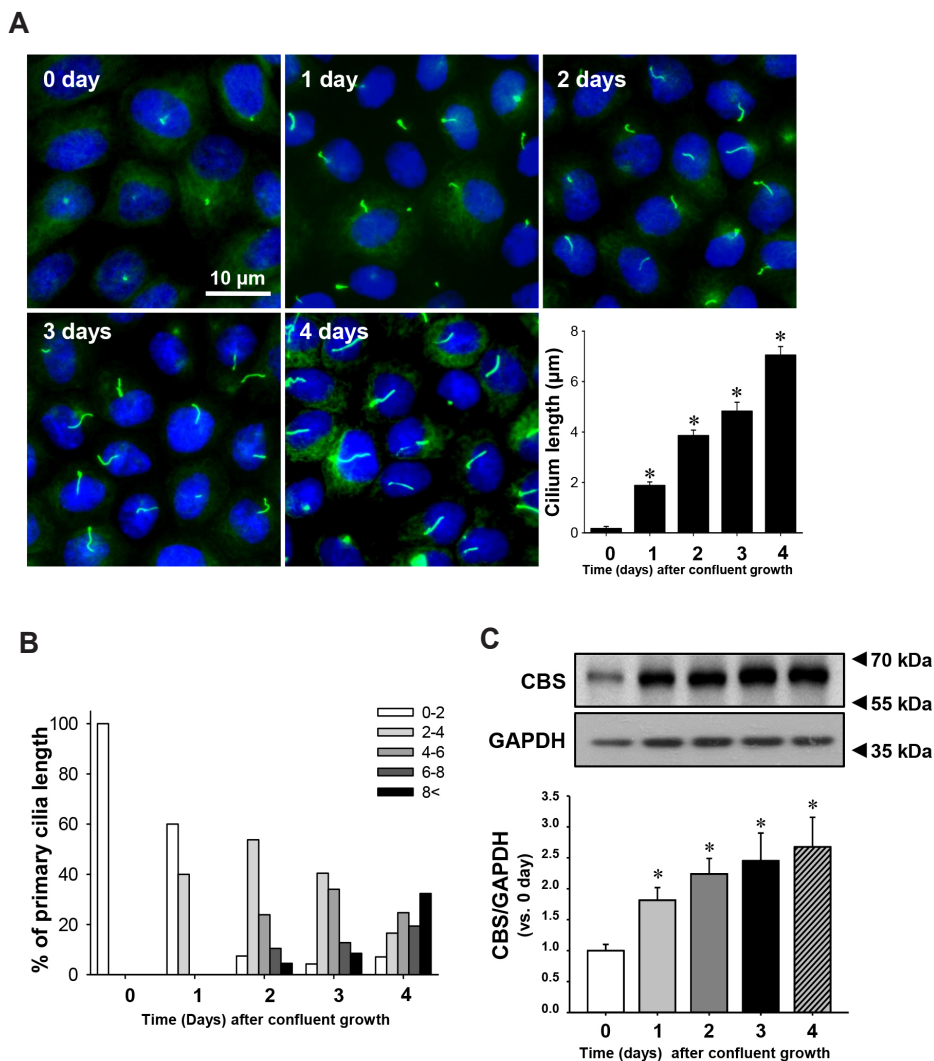 A
0 day
1 day
2 days
10 µm
3 days
4 days
Cilium length (µm)
8
6
4
2
0
*
*
*
*
0 1 2 3 4
Time (days) after confluent growth
B
% of primary cilia length
100
80
60
40
20
0
0-2
2-4
4-6
6-8
8<
0 1 2 3 4
Time (Days) after confluent growth
C
CBS
70 kDa
55 kDa
GAPDH
35 kDa
CBS/GAPDH
(vs. 0 day)
3.5
3.0
2.5
2.0
1.5
1.0
0.5
0.0
*
*
*
*
0 1 2 3 4
Time (days) after confluent growth